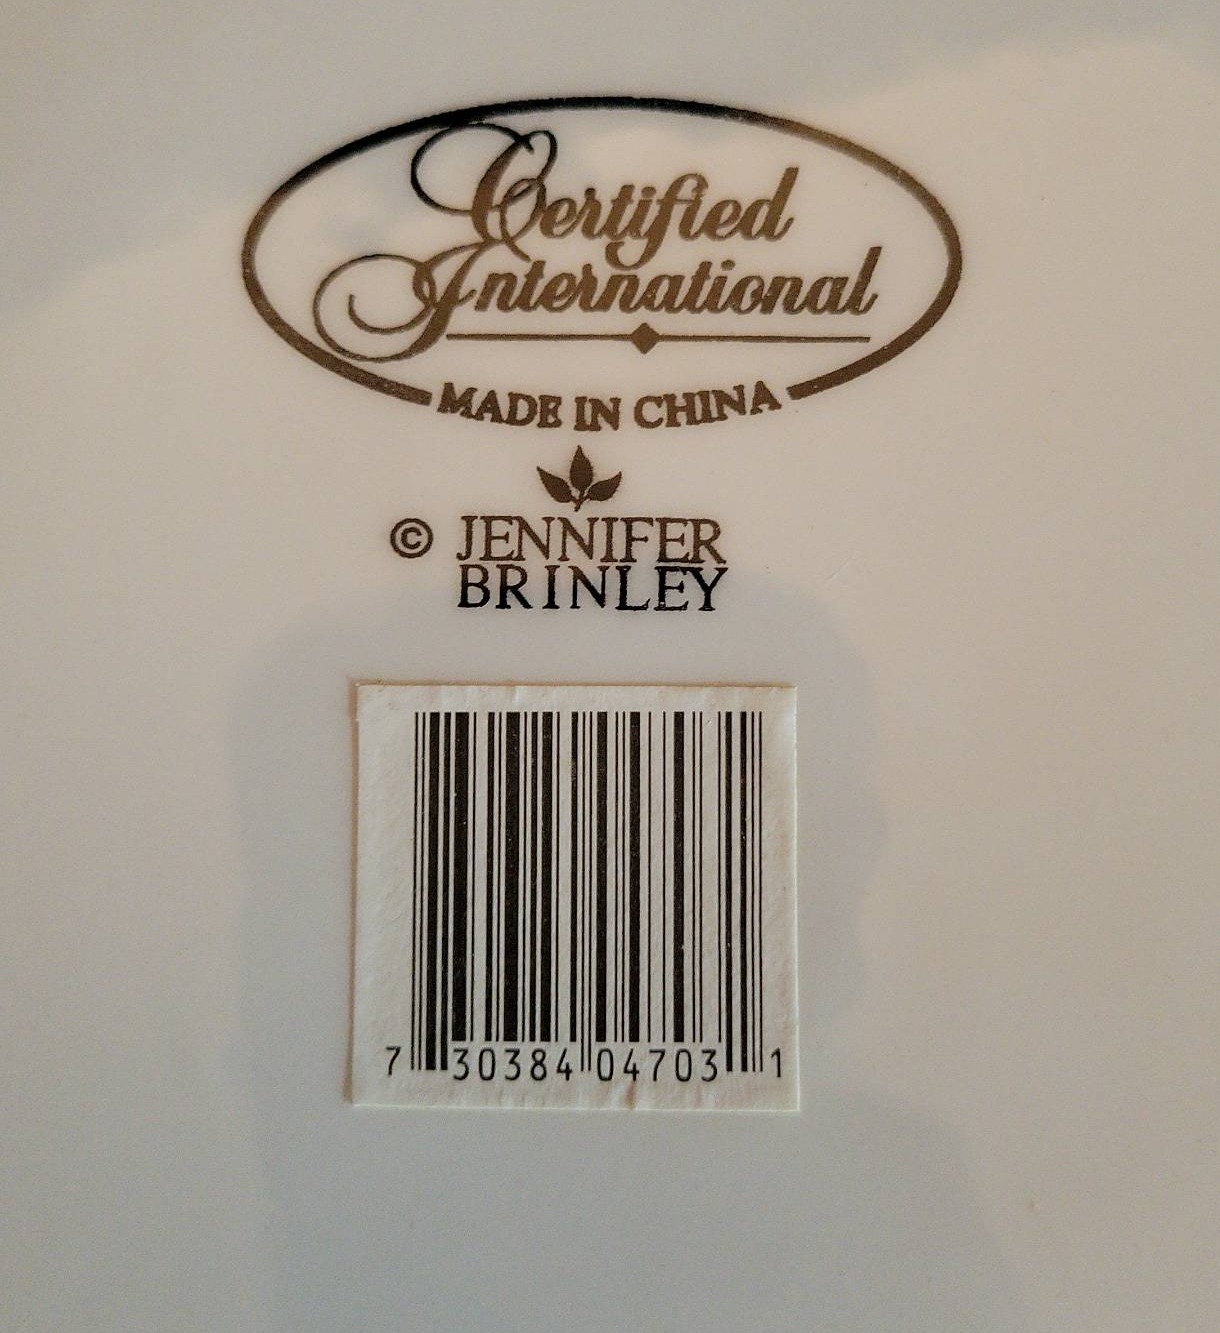 Certified
International
MADE IN CHINA
© JENNIFER
BRINLEY
7 30384 04703 1